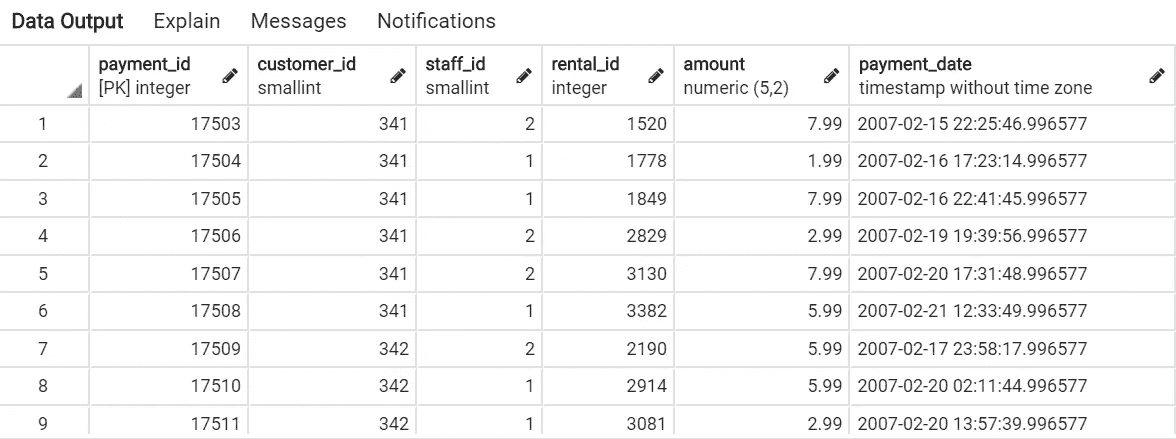 Data Output Explain Messages Notifications
payment_id customer_id staff_id rental_id amount payment_date
[PK] integer smallint smallint integer numeric (5,2) timestamp without time zone
1 17503 341 2 1520 7.99 2007-02-15 22:25:46.996577
2 17504 341 1 1778 1.99 2007-02-16 17:23:14.996577
3 17505 341 1 1849 7.99 2007-02-16 22:41:45.996577
4 17506 341 2 2829 2.99 2007-02-19 19:39:56.996577
5 17507 341 2 3130 7.99 2007-02-20 17:31:48.996577
6 17508 341 1 3382 5.99 2007-02-21 12:33:49.996577
7 17509 342 2 2190 5.99 2007-02-17 23:58:17.996577
8 17510 342 1 2914 5.99 2007-02-20 02:11:44.996577
9 17511 342 1 3081 2.99 2007-02-20 13:57:39.996577